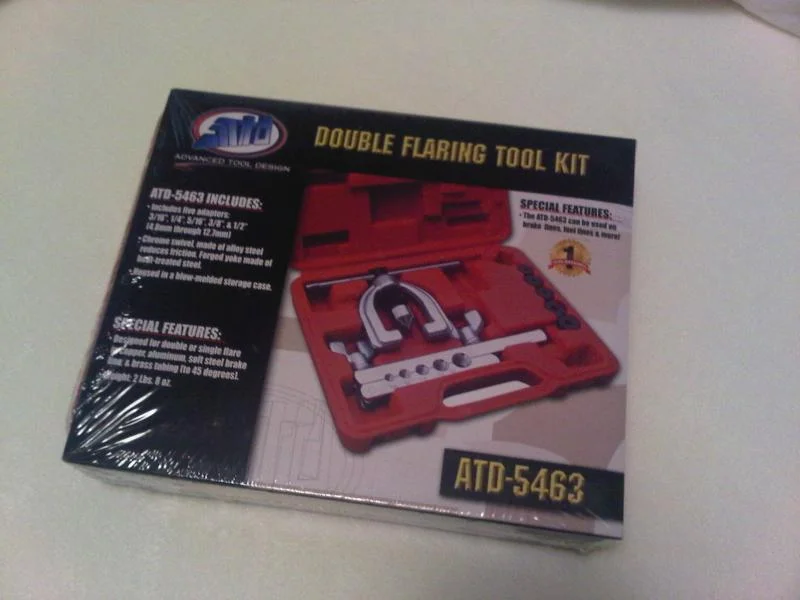 atd
ADVANCED TOOL DESIGN
DOUBLE FLARING TOOL KIT
ATD-5463 INCLUDES:
• Includes five adapters:
3/16", 1/4", 5/16", 3/8", & 1/2"
(4.8mm through 12.7mm)
• Chrome swivel, made of alloy steel
reduces friction. Forged yoke made of
heat-treated steel.
• Housed in a blow-molded storage case.
SPECIAL FEATURES:
• Designed for double or single flare
in copper, aluminum, soft steel brake
line & brass tubing (to 45 degrees).
• Weight: 2 Lbs. 8 oz.
SPECIAL FEATURES:
• The ATD-5463 can be used on
brake lines, fuel lines & more!
1
ATD-5463